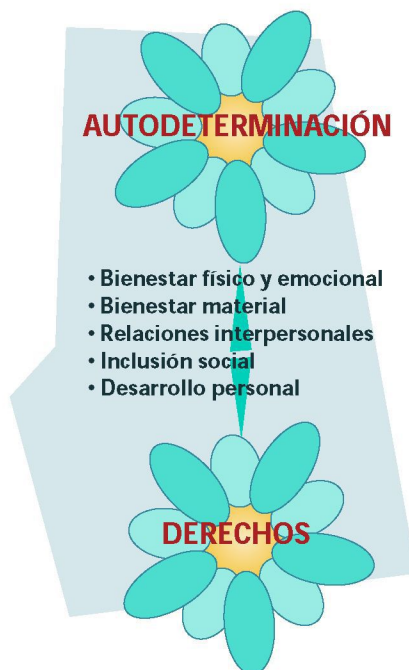 AUTODETERMINACIÓN
• Bienestar físico y emocional
• Bienestar material
• Relaciones interpersonales
• Inclusión social
• Desarrollo personal
DERECHOS